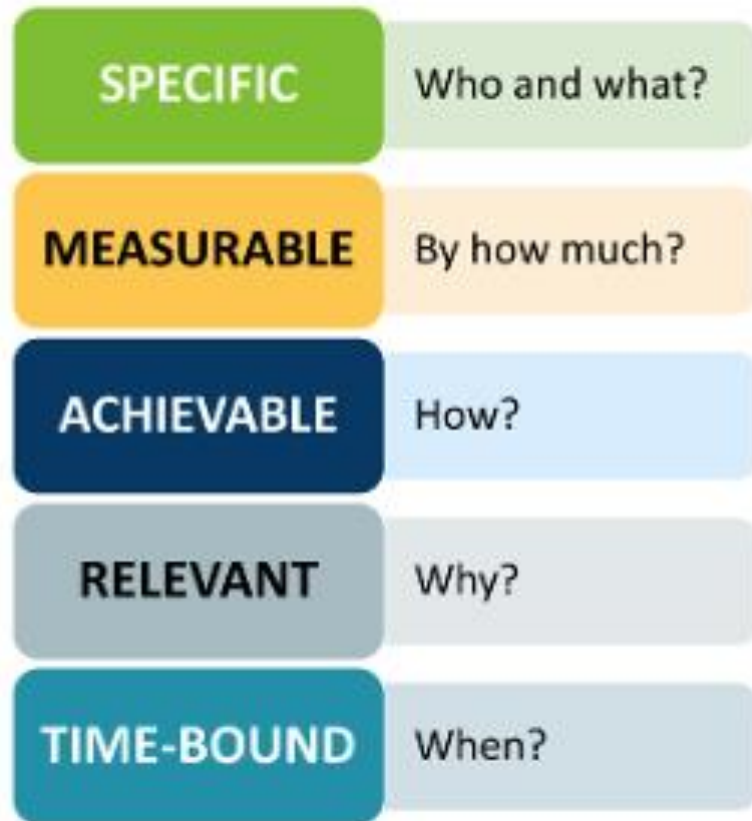 SPECIFIC
Who and what?
MEASURABLE
By how much?
ACHIEVABLE
How?
RELEVANT
Why?
TIME-BOUND
When?